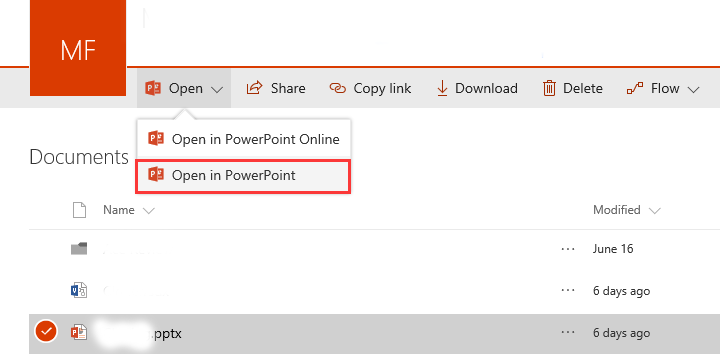 MF
Open Share Copy link Download Delete Flow
Open in PowerPoint Online
Documents
Open in PowerPoint
Name Modified
June 16
6 days ago
.pptx 6 days ago